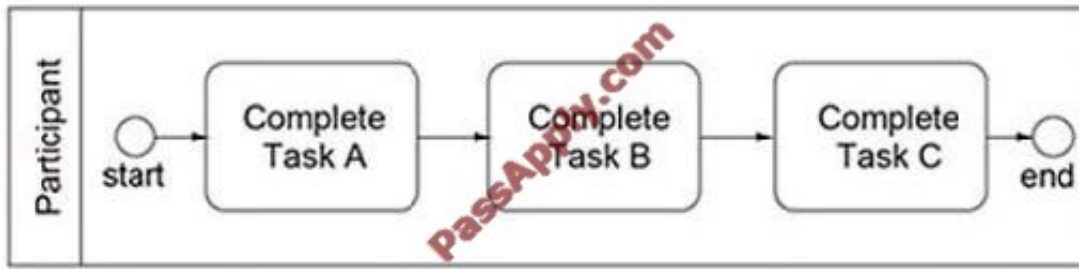 Participant
start
Complete
Task A
Complete
Task B
Complete
Task C
end
PassApply.com